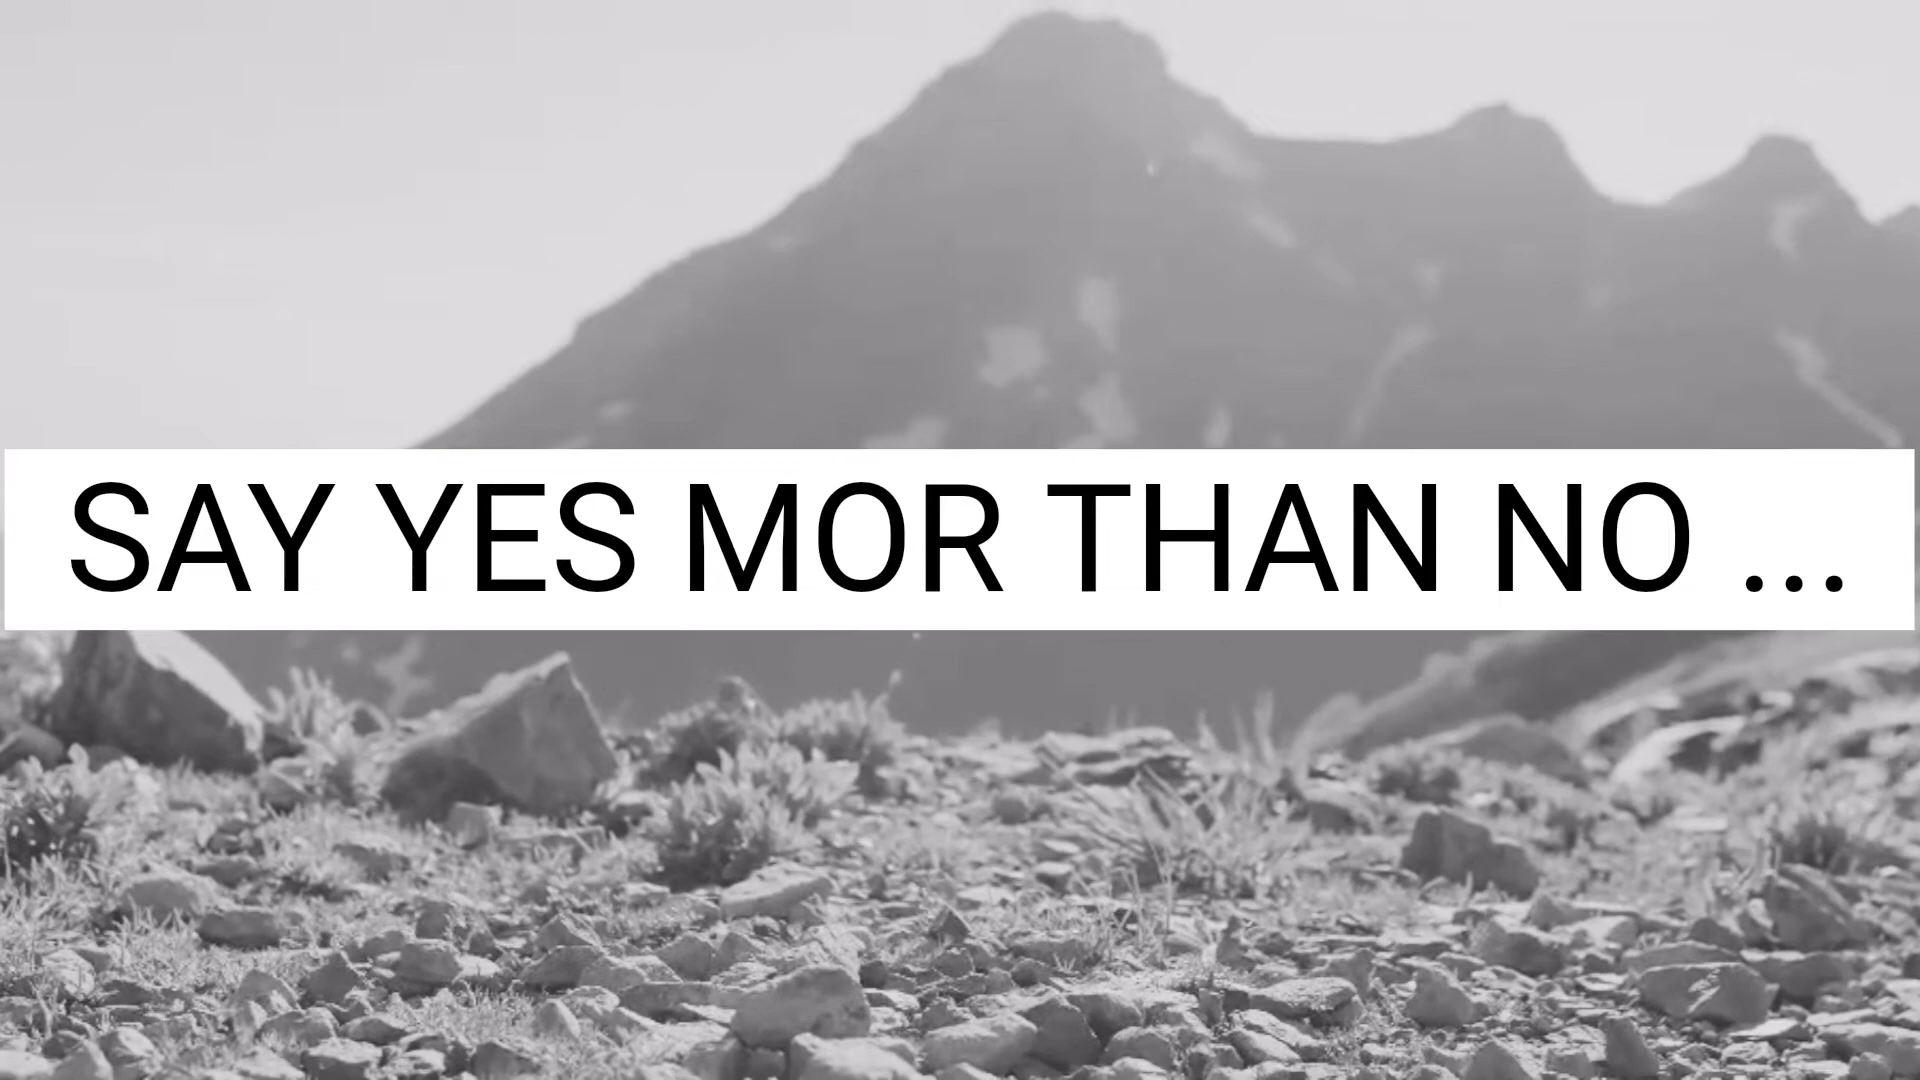 SAY YES MOR THAN NO ...